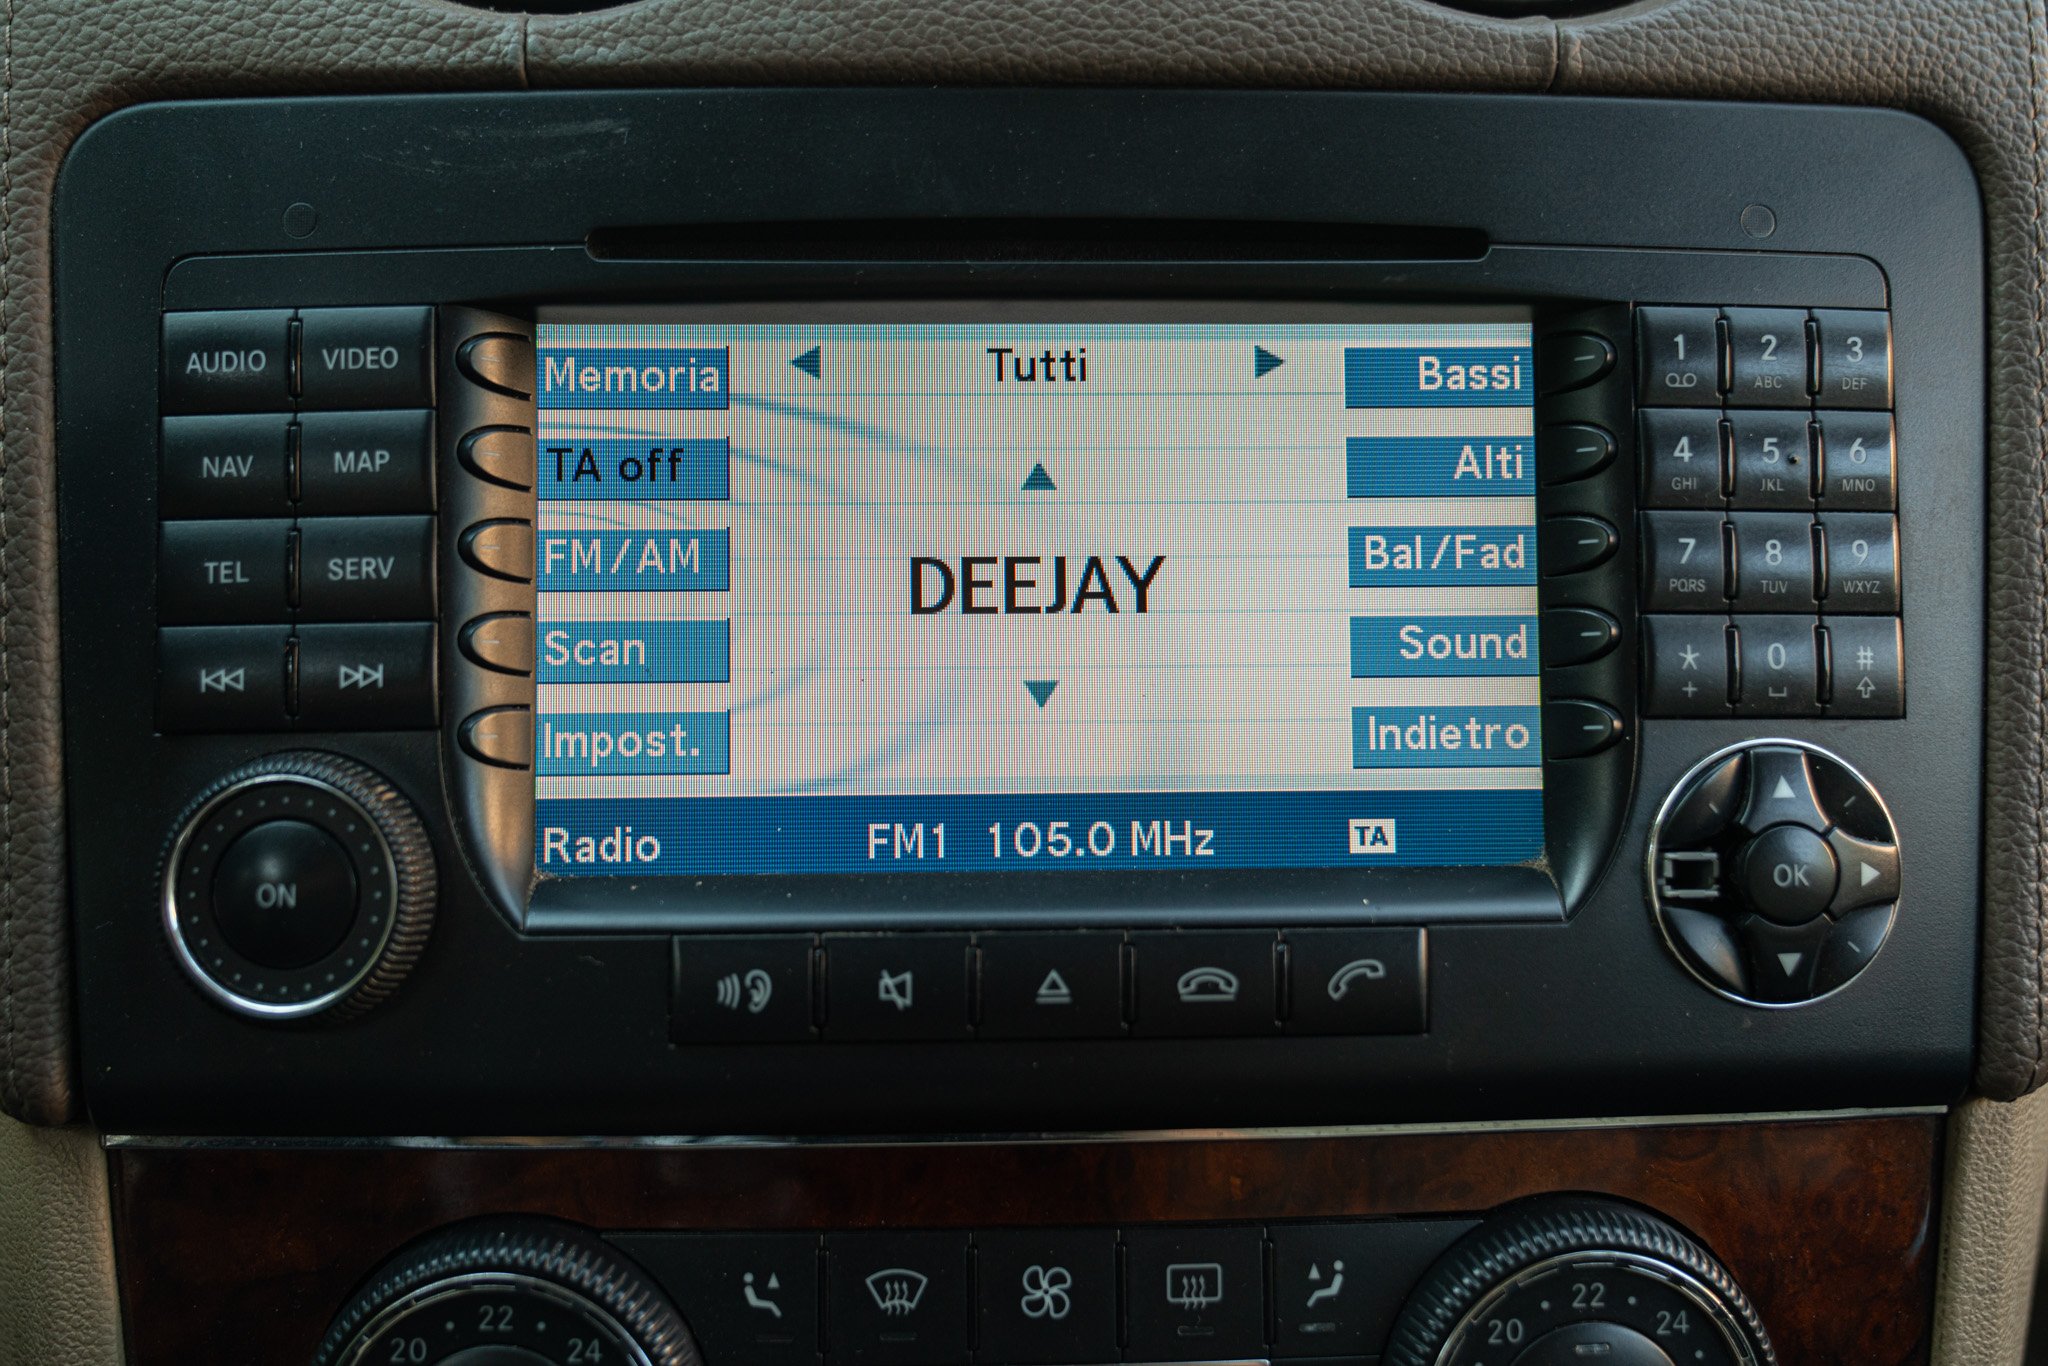 AUDIO VIDEO
NAV MAP
TEL SERV
ON
Memoria
TA off
FM/AM
Scan
Impost.
Tutti
DEEJAY
Bassi
Alti
Bal/Fad
Sound
Indietro
Radio FM1 105.0 MHz TA
1 2 3
ABC DEF
4 5 6
GHI JKL MNO
7 8 9
PQRS TUV WXYZ
* 0 #
+
OK
20 22 24
20 22 24